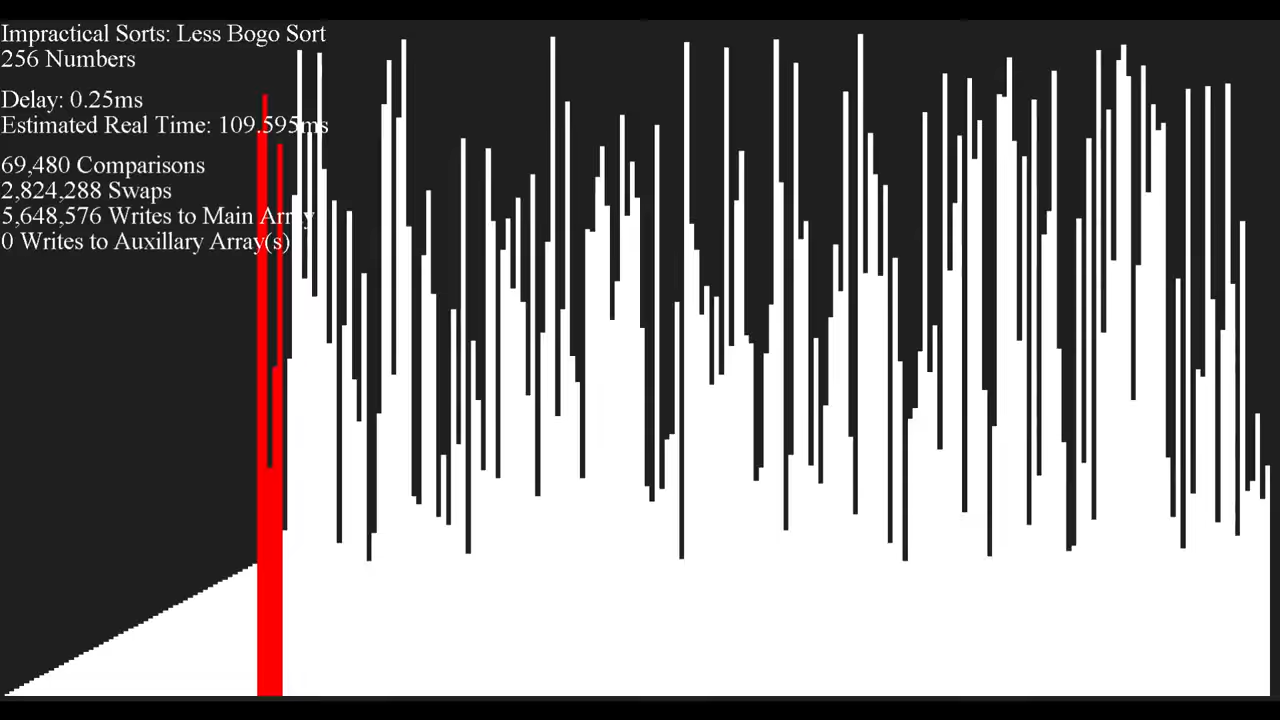 Impractical Sorts: Less Bogo Sort
256 Numbers
Delay: 0.25ms
Estimated Real Time: 109.595ms
69,480 Comparisons
2,824,288 Swaps
5,648,576 Writes to Main Array
0 Writes to Auxillary Array(s)